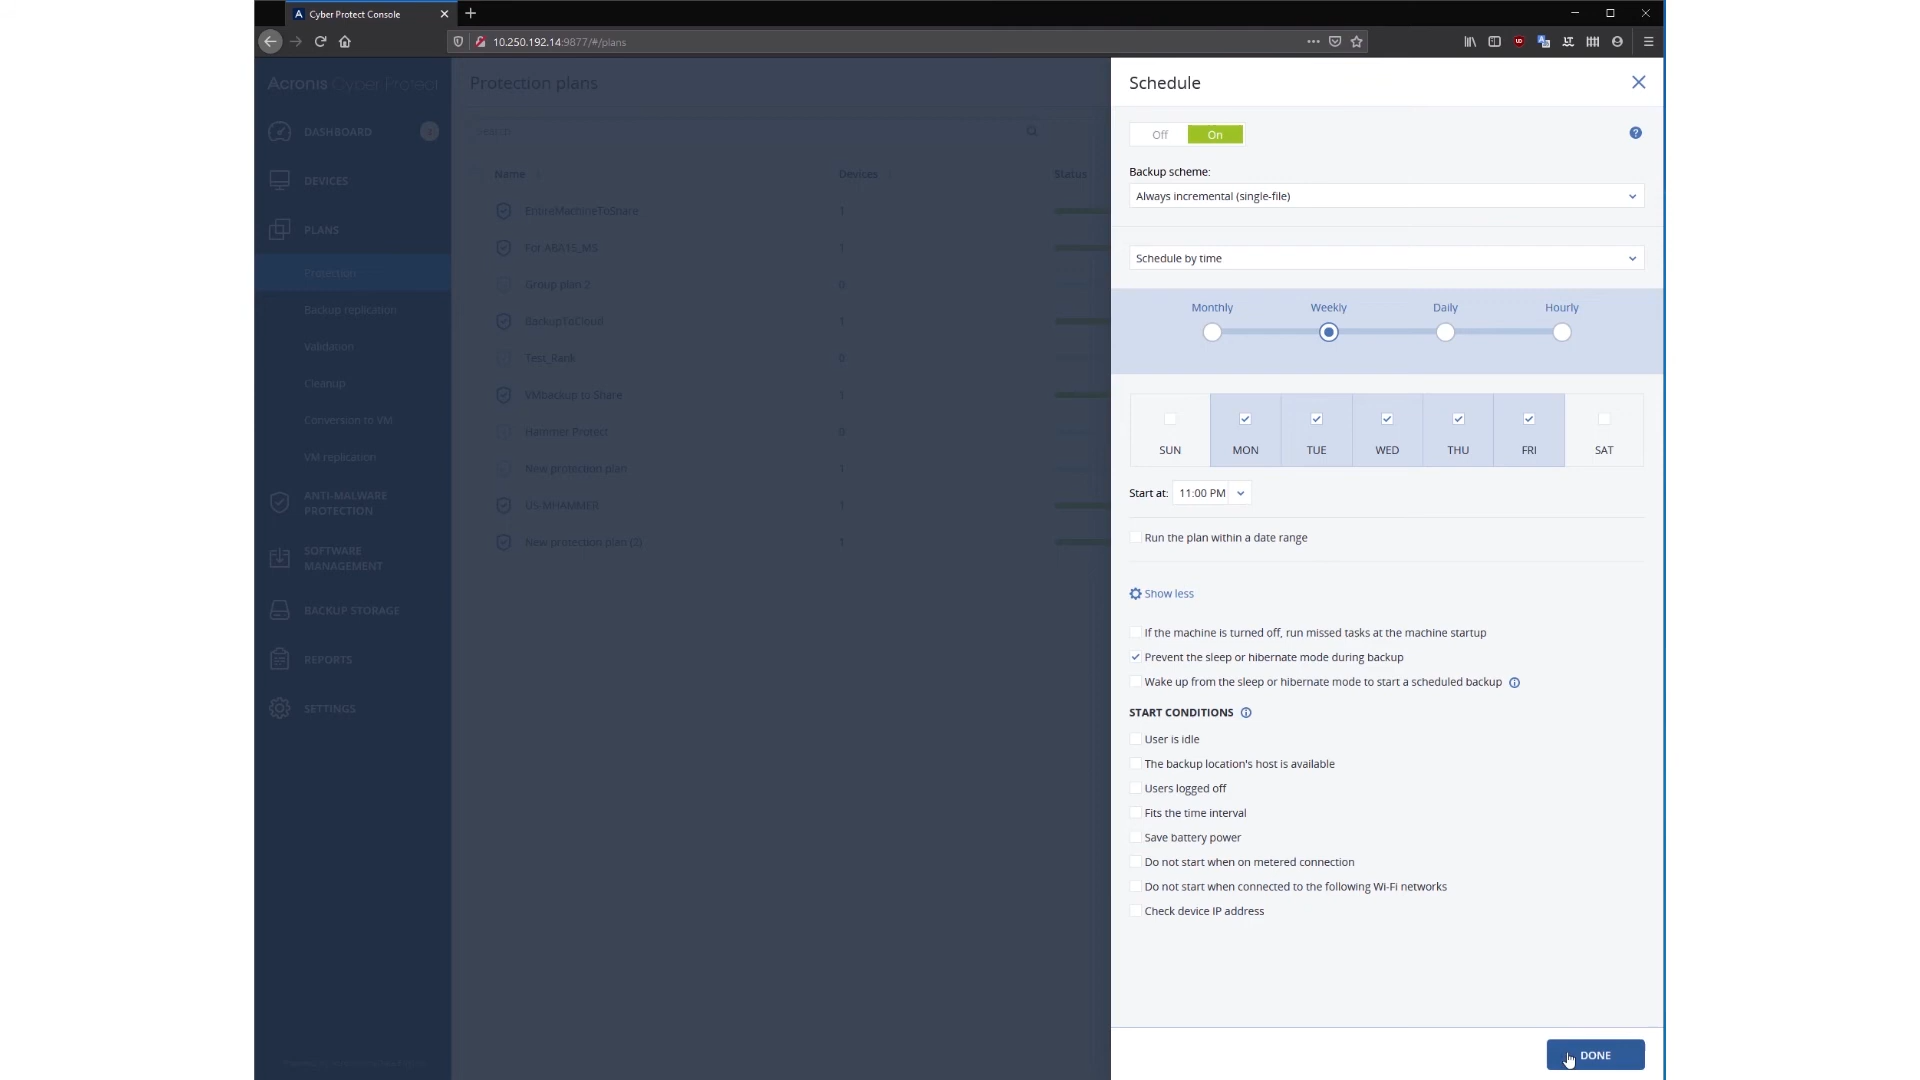 Cyber Protect Console
10.250.192.14:9877/#/plans
Acronis Cyber Protect
Protection plans
Schedule
DASHBOARD
Search
Off On
Backup scheme:
DEVICES
Name Devices Status
Always incremental (single-file)
EntireMachineToShare 1
PLANS
For ABA15_MS 1
Schedule by time
Protection
Group plan 2 0
Monthly Weekly Daily Hourly
Backup replication
BackupToCloud 1
Validation
Test_Rank 0
Cleanup
VMbackup to Share 1
Conversion to VM
Hammer Protect 0
SUN MON TUE WED THU FRI SAT
VM replication
New protection plan 1
Start at: 11:00 PM
ANTI-MALWARE
PROTECTION
US-MHAMMER 1
Run the plan within a date range
New protection plan (2) 1
SOFTWARE
MANAGEMENT
Show less
BACKUP STORAGE
If the machine is turned off, run missed tasks at the machine startup
Prevent the sleep or hibernate mode during backup
REPORTS
Wake up from the sleep or hibernate mode to start a scheduled backup
SETTINGS
START CONDITIONS
User is idle
The backup location's host is available
Users logged off
Fits the time interval
Save battery power
Do not start when on metered connection
Do not start when connected to the following Wi-Fi networks
Check device IP address
DONE